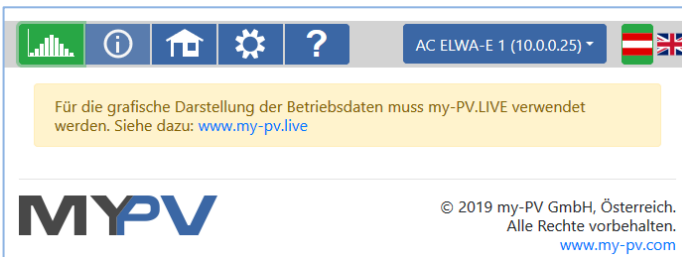 ?
AC ELWA-E 1 (10.0.0.25)
Für die grafische Darstellung der Betriebsdaten muss my-PV.LIVE verwendet
werden. Siehe dazu: www.my-pv.live
MYPV
© 2019 my-PV GmbH, Österreich.
Alle Rechte vorbehalten.
www.my-pv.com